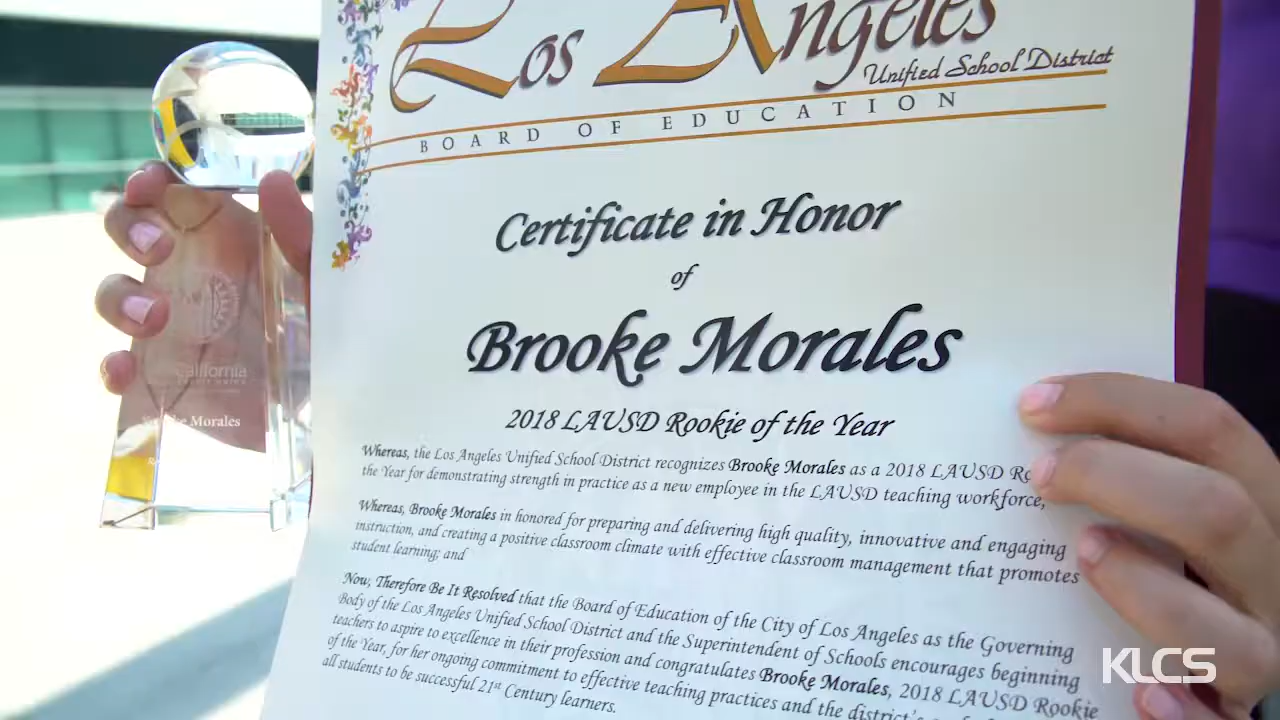 Los Angeles
Unified School District
BOARD OF EDUCATION
Certificate in Honor
of
Brooke Morales
2018 LAUSD Rookie of the Year
Whereas, the Los Angeles Unified School District recognizes Brooke Morales as a 2018 LAUSD
the Year for demonstrating strength in practice as a new employee in the LAUSD teaching workforce,
Whereas, Brooke Morales in honored for preparing and delivering high quality, innovative and engaging
instruction, and creating a positive classroom climate with effective classroom management that promotes
student learning; and
Now, Therefore Be It Resolved that the Board of Education of the City of Los Angeles as the Governing
Body of the Los Angeles Unified School District and the Superintendent of Schools encourages beginning
teachers to aspire to excellence in their profession and congratulates Brooke Morales, 2018 LAUSD Rookie
of the Year, for her ongoing commitment to effective teaching practices and the district's
all students to be successful 21st Century learners.
California
Morales
KLCS